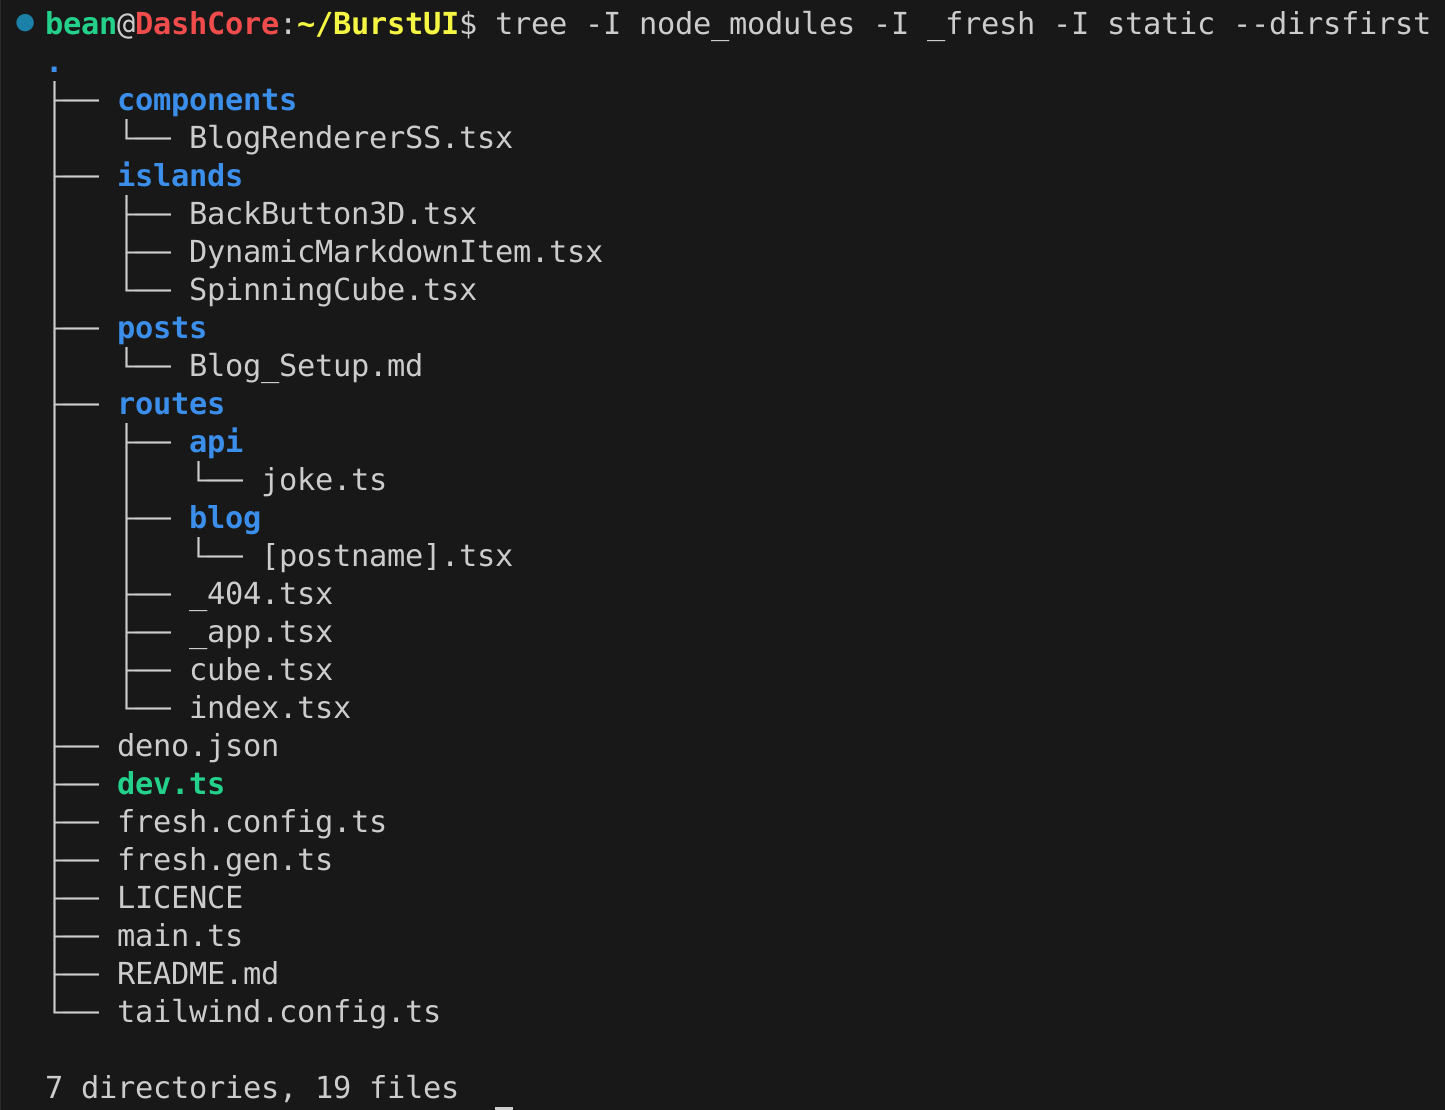 bean@DashCore:~/BurstUI$ tree -I node_modules -I _fresh -I static --dirsfirst
.
├── components
│   └── BlogRendererSS.tsx
├── islands
│   ├── BackButton3D.tsx
│   ├── DynamicMarkdownItem.tsx
│   └── SpinningCube.tsx
├── posts
│   └── Blog_Setup.md
├── routes
│   ├── api
│   │   └── joke.ts
│   ├── blog
│   │   └── [postname].tsx
│   ├── _404.tsx
│   ├── _app.tsx
│   ├── cube.tsx
│   └── index.tsx
├── deno.json
├── dev.ts
├── fresh.config.ts
├── fresh.gen.ts
├── LICENCE
├── main.ts
├── README.md
└── tailwind.config.ts

7 directories, 19 files